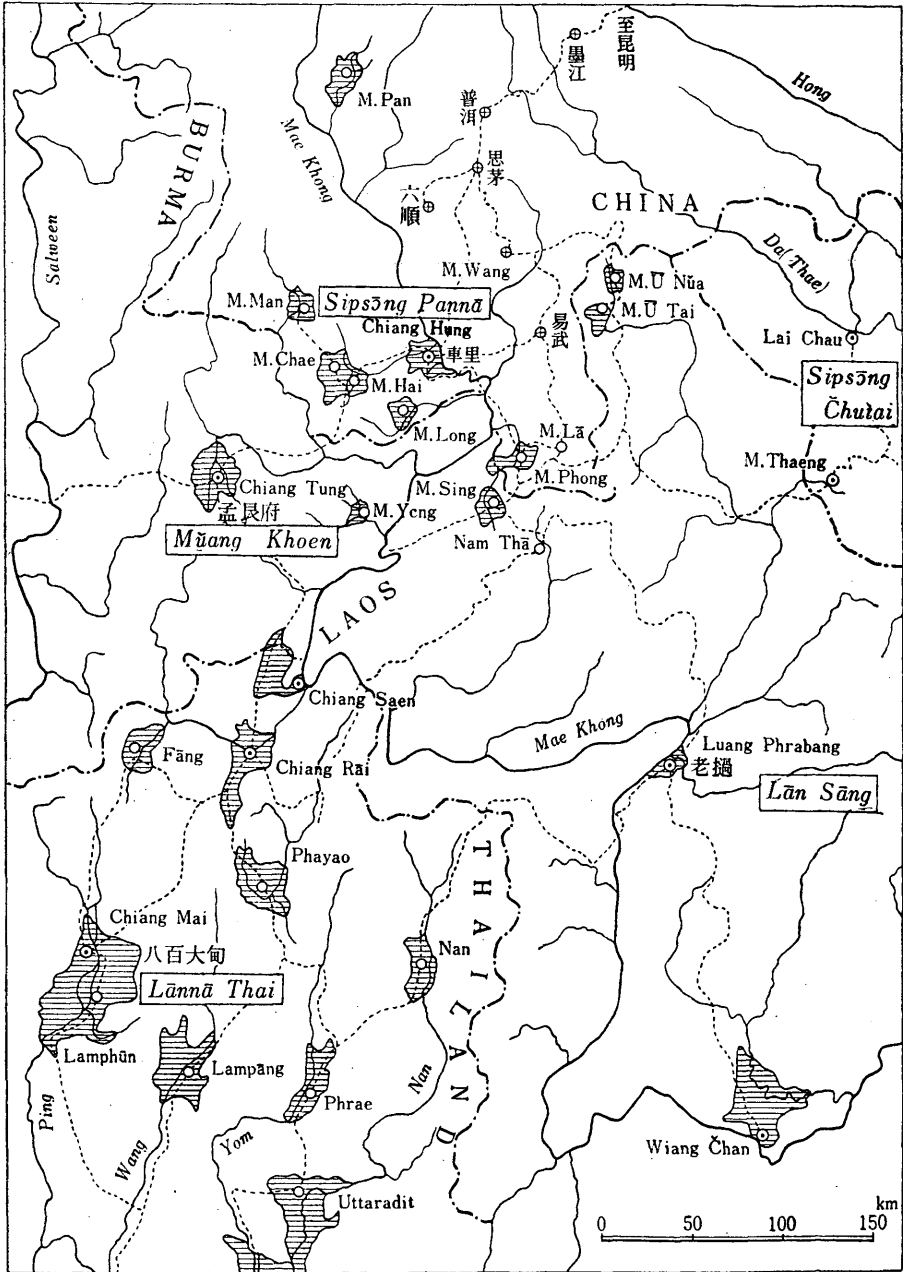 至昆明
墨江
Hong
M. Pan
普洱
BURMA
Mae Khong
思茅
六順
CHINA
Salween
Da(Thae)
M. Wang
M. Ū Nŭa
M. Ū Tai
M. Man
Sipsōng Pannā
Chiang Hung
車里
易武
Lai Chau
M. Chae
M. Hai
Sipsōng
Čhutai
M. Long
M. Lā
M. Thaeng
M. Phong
M. Sing
Chiang Tung
孟艮府
M. Yong
Mŭang Khoen
Nam Thā
LAOS
Chiang Saen
Mae Khong
Fāng
Chiang Rāi
Luang Phrabang
老撾
Lān Sāng
THAILAND
Phayao
Chiang Mai
八百大甸
Nan
Lānnā Thai
Lamphūn
Lampāng
Phrae
Nan
Ping
Wang
Yom
Wiang Čhan
Uttaradit
km
0 50 100 150